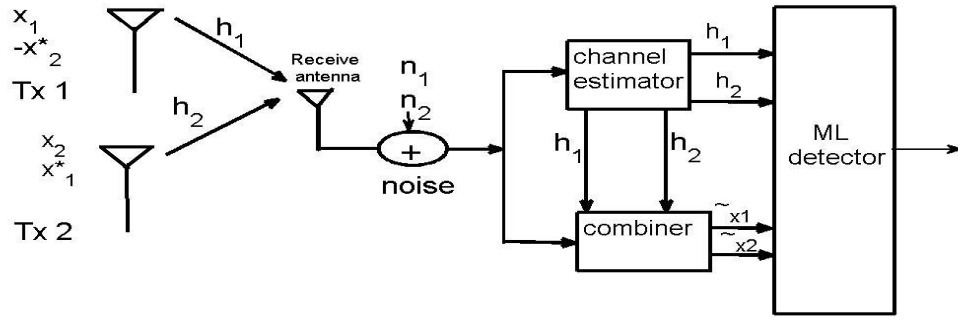 x₁
-x*₂
Tx 1
h₁
h₂
x₂
x*₁
Tx 2
Receive
antenna
n₁
n₂
+
noise
channel
estimator
h₁
h₂
h₁
h₂
combiner
~
x1
~
x2
ML
detector